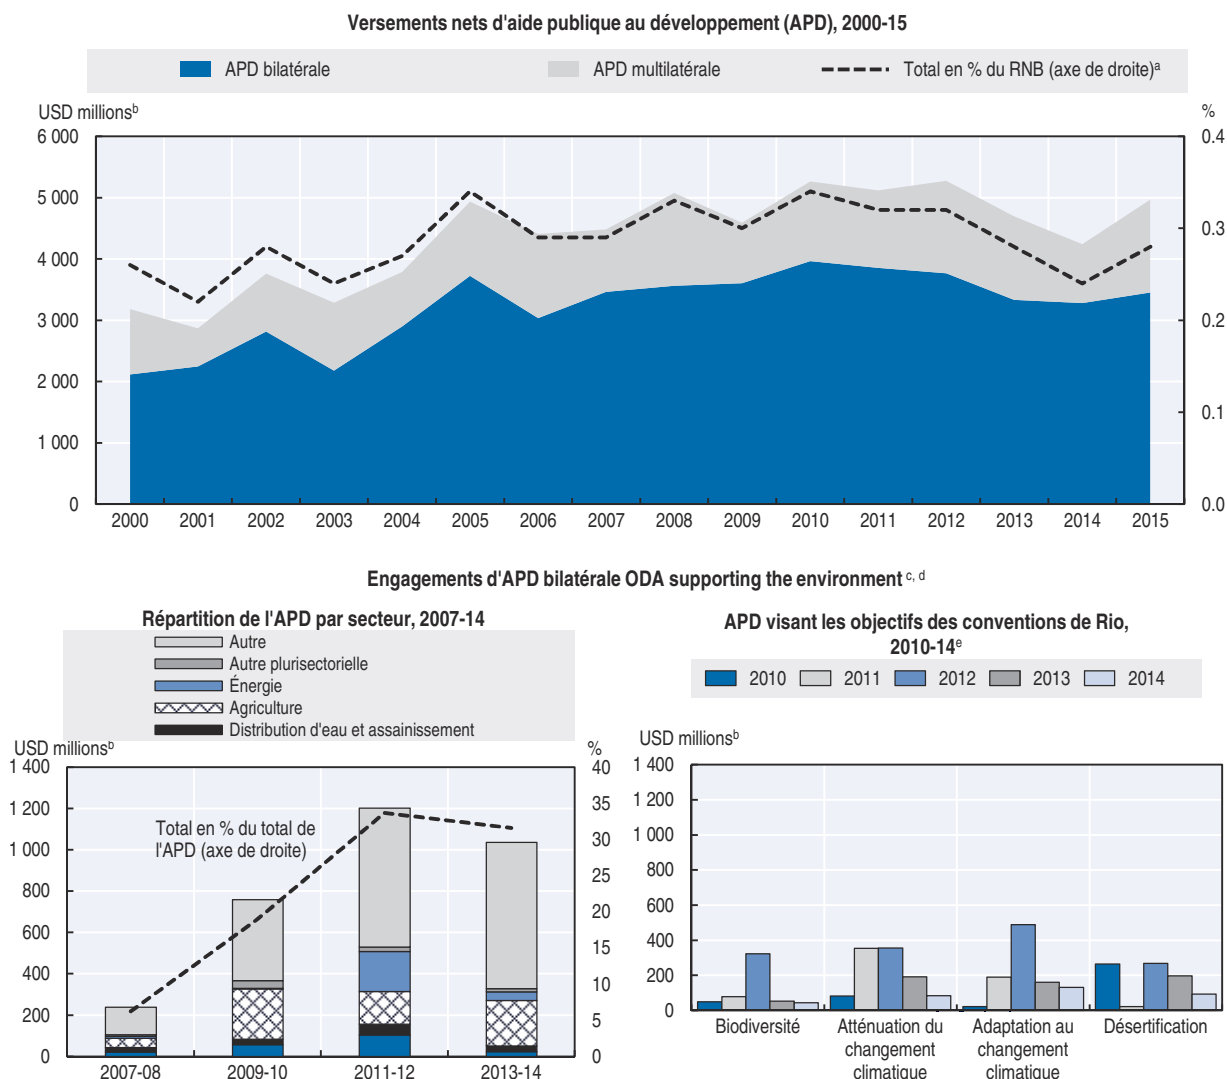 Versements nets d'aide publique au développement (APD), 2000-15
APD bilatérale
APD multilatérale
Total en % du RNB (axe de droite)ᵃ
USD millionsᵇ
%
6 000
5 000
4 000
3 000
2 000
1 000
0
0.4
0.3
0.2
0.1
0.0
2000 2001 2002 2003 2004 2005 2006 2007 2008 2009 2010 2011 2012 2013 2014 2015
Engagements d'APD bilatérale ODA supporting the environment ᶜ, ᵈ
Répartition de l'APD par secteur, 2007-14
Autre
Autre plurisectorielle
Énergie
Agriculture
Distribution d'eau et assainissement
USD millionsᵇ
%
1 400
1 200
1 000
800
600
400
200
0
40
35
30
25
20
15
10
5
0
Total en % du total de
l'APD (axe de droite)
2007-08 2009-10 2011-12 2013-14
APD visant les objectifs des conventions de Rio,
2010-14ᵉ
2010 2011 2012 2013 2014
USD millionsᵇ
1 400
1 200
1 000
800
600
400
200
0
Biodiversité
Atténuation du
changement
climatique
Adaptation au
changement
climatique
Désertification